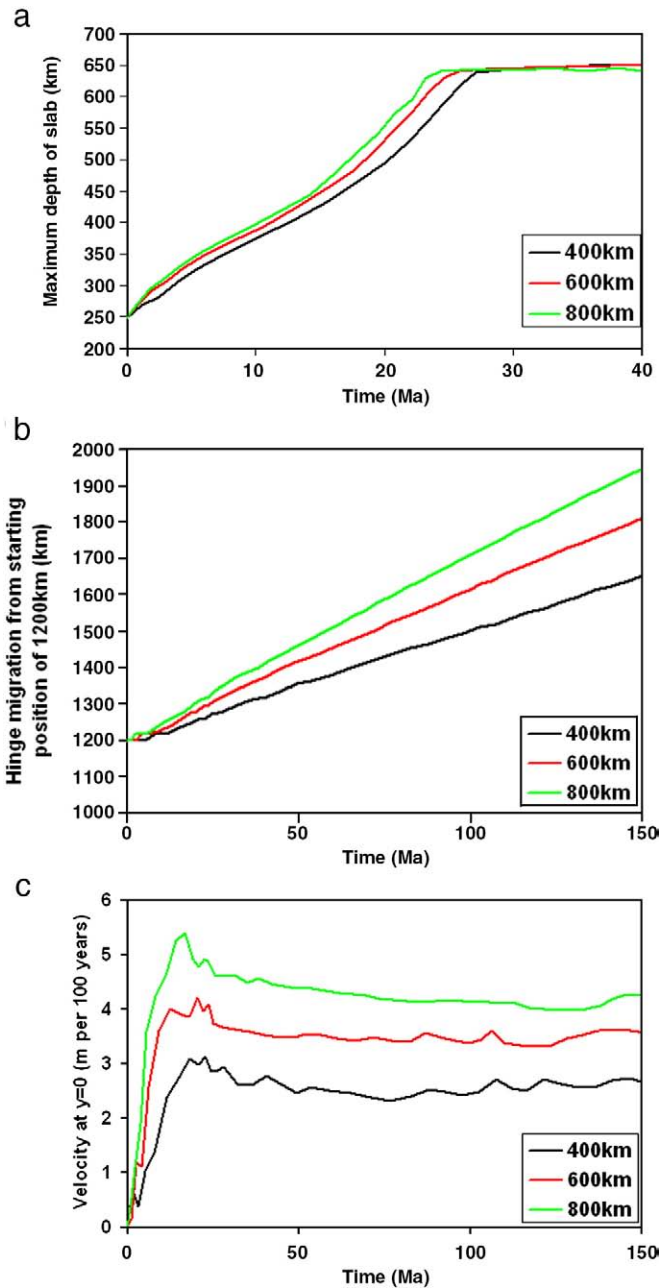 a
Maximum depth of slab (km)
700
650
600
550
500
450
400
350
300
250
200
0
10
20
30
40
Time (Ma)
400km
600km
800km
b
Hinge migration from starting
position of 1200km (km)
2000
1900
1800
1700
1600
1500
1400
1300
1200
1100
1000
0
50
100
150
Time (Ma)
400km
600km
800km
c
Velocity at y=0 (m per 100 years)
6
5
4
3
2
1
0
0
50
100
150
Time (Ma)
400km
600km
800km